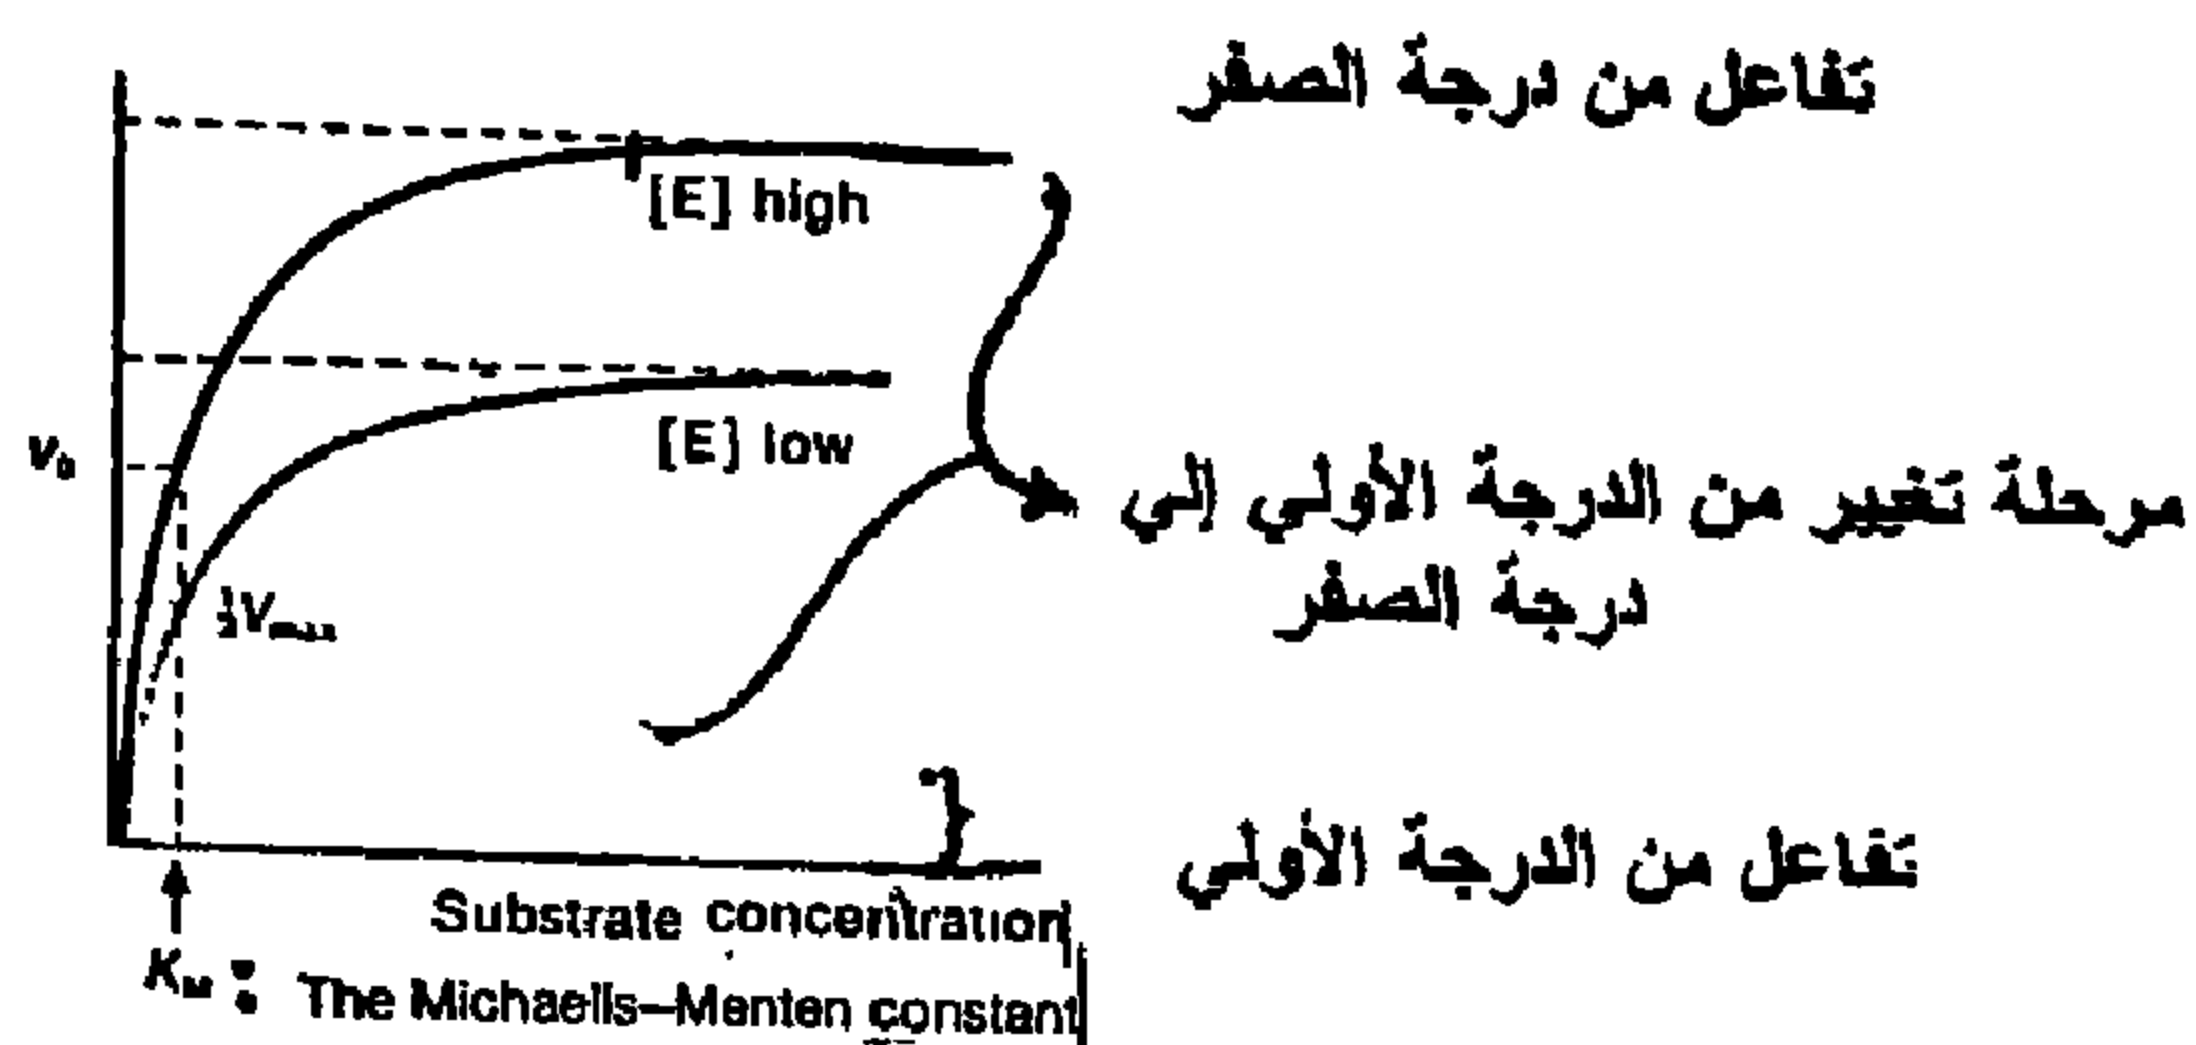 تفاعل من درجة الصفر
[E] high
[E] low
v₀
½Vmax
مرحلة تغيير من الدرجة الأولي إلي
درجة الصفر
تفاعل من الدرجة الأولي
Substrate concentration
KM : The Michaelis–Menten constant